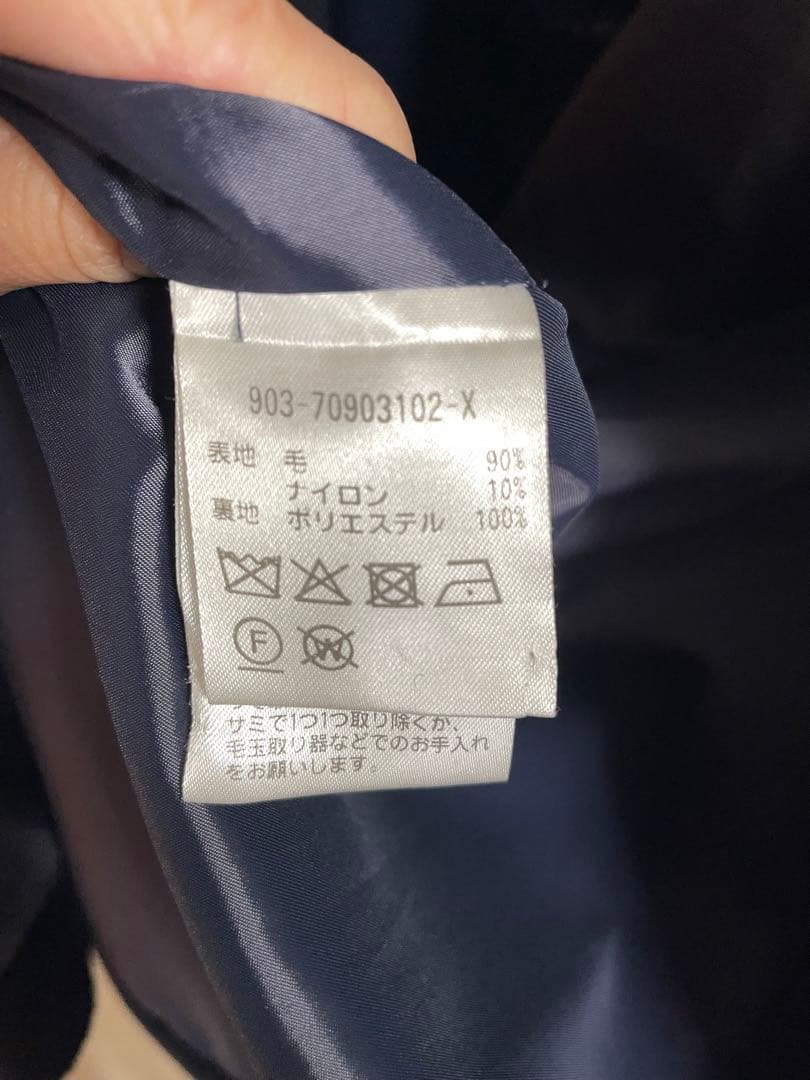 903-70903102-X
表地 毛 90%
ナイロン 10%
裏地 ポリエステル 100%
F
W
サミで1つ1つ取り除くか、
毛玉取り器などでのお手入れ
をお願いします。